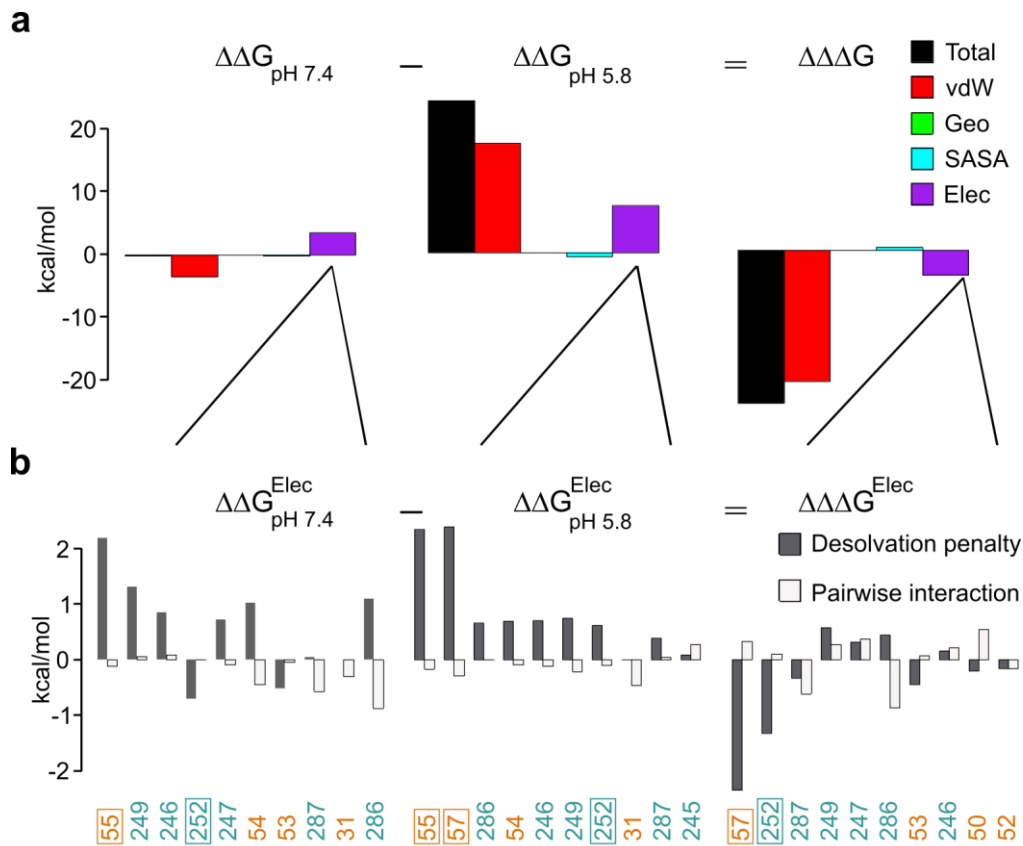 a
ΔΔG pH 7.4 – ΔΔG pH 5.8 = ΔΔΔG
Total
vdW
Geo
SASA
Elec
kcal/mol
20
10
0
-10
-20
b
ΔΔG Elec pH 7.4 – ΔΔG Elec pH 5.8 = ΔΔΔG Elec
Desolvation penalty
Pairwise interaction
kcal/mol
2
1
0
-1
-2
55 249 246 252 247 54 53 287 31 286
55 57 286 54 246 249 252 31 287 245
57 252 287 249 247 286 53 246 50 52